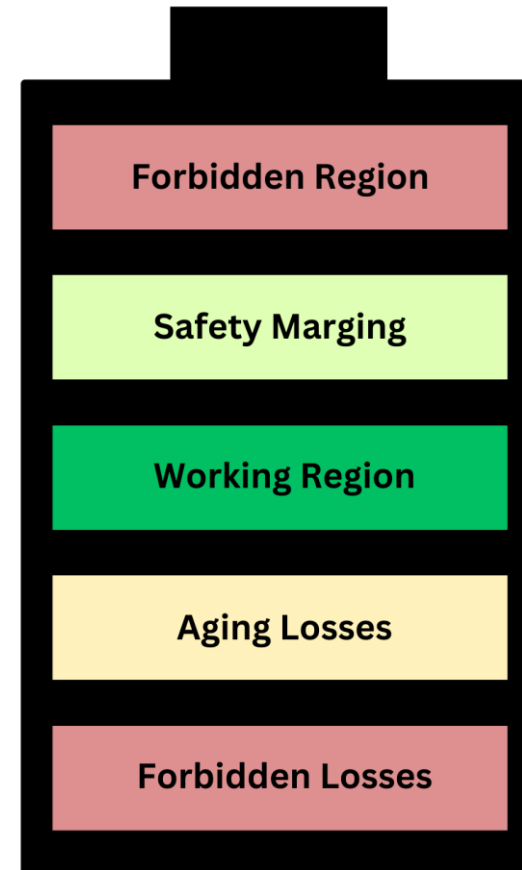 Forbidden Region
Safety Marging
Working Region
Aging Losses
Forbidden Losses